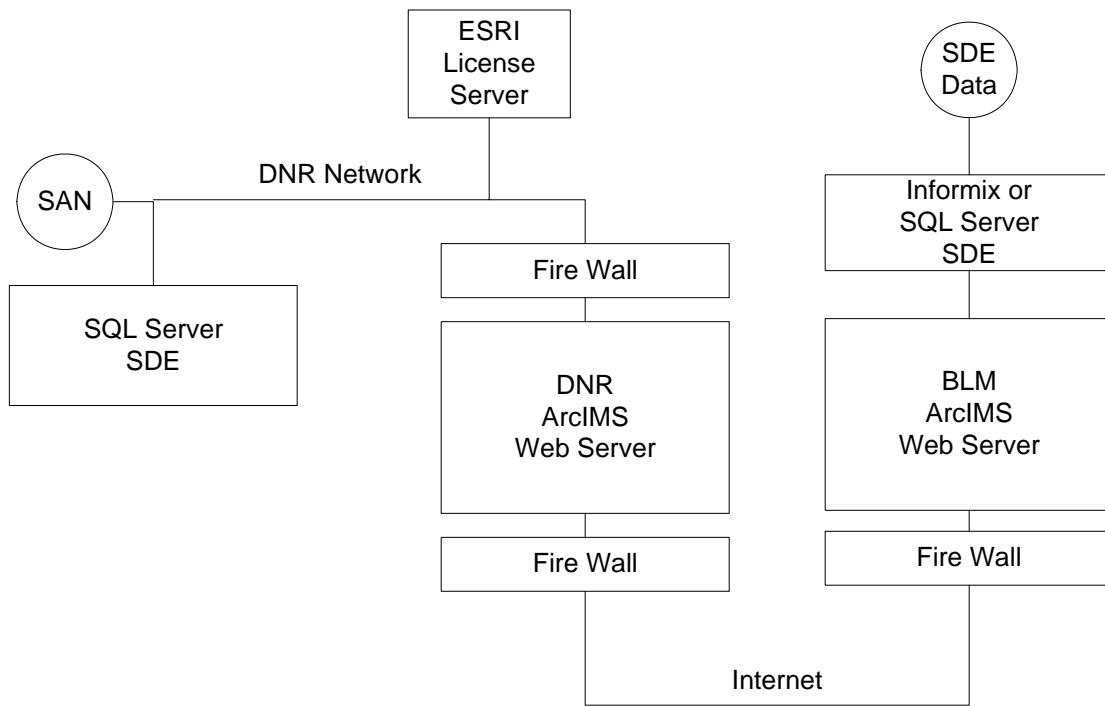 ESRI
License
Server
SDE
Data
DNR Network
SAN
Informix or
SQL Server
SDE
Fire Wall
SQL Server
SDE
DNR
ArcIMS
Web Server
BLM
ArcIMS
Web Server
Fire Wall
Fire Wall
Internet